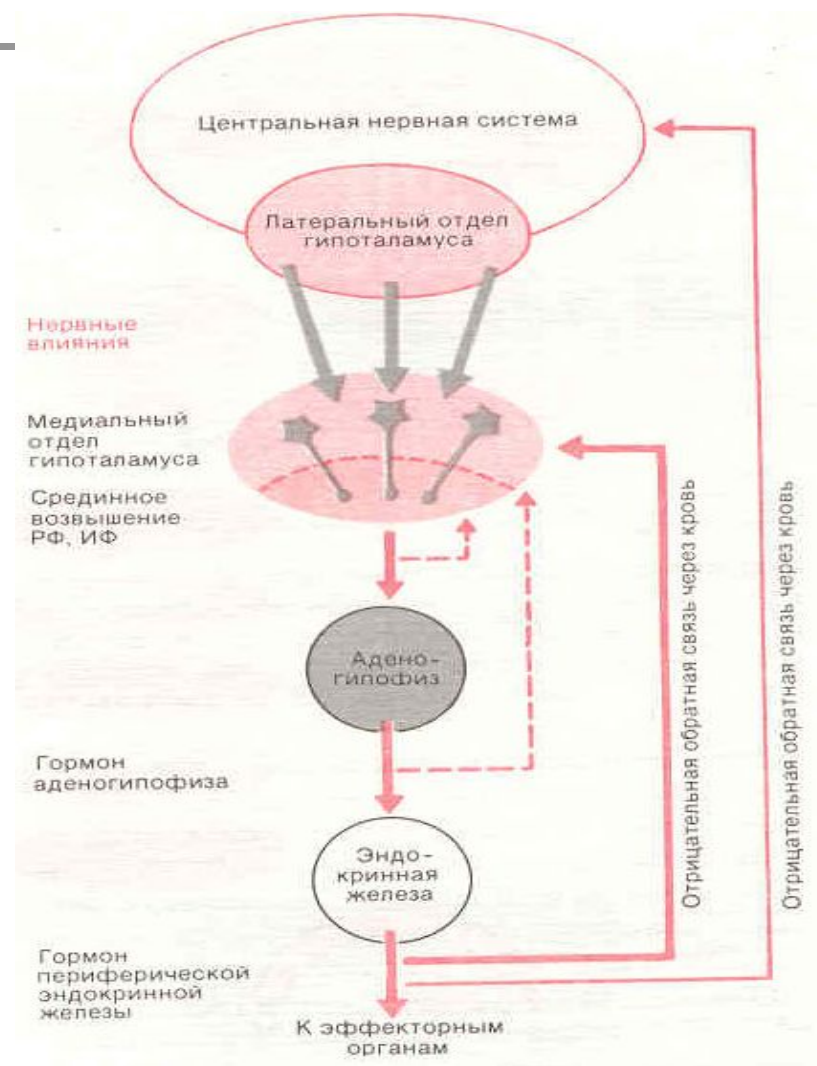 Центральная нервная система
Латеральный отдел
гипоталамуса
Нервные
влияния
Медиальный
отдел
гипоталамуса
Срединное
возвышение
РФ, ИФ
Адено-
гипофиз
Гормон
аденогипофиза
Эндо-
кринная
железа
Гормон
периферической
эндокринной
железы
К эффекторным
органам
Отрицательная обратная связь через кровь
Отрицательная обратная связь через кровь